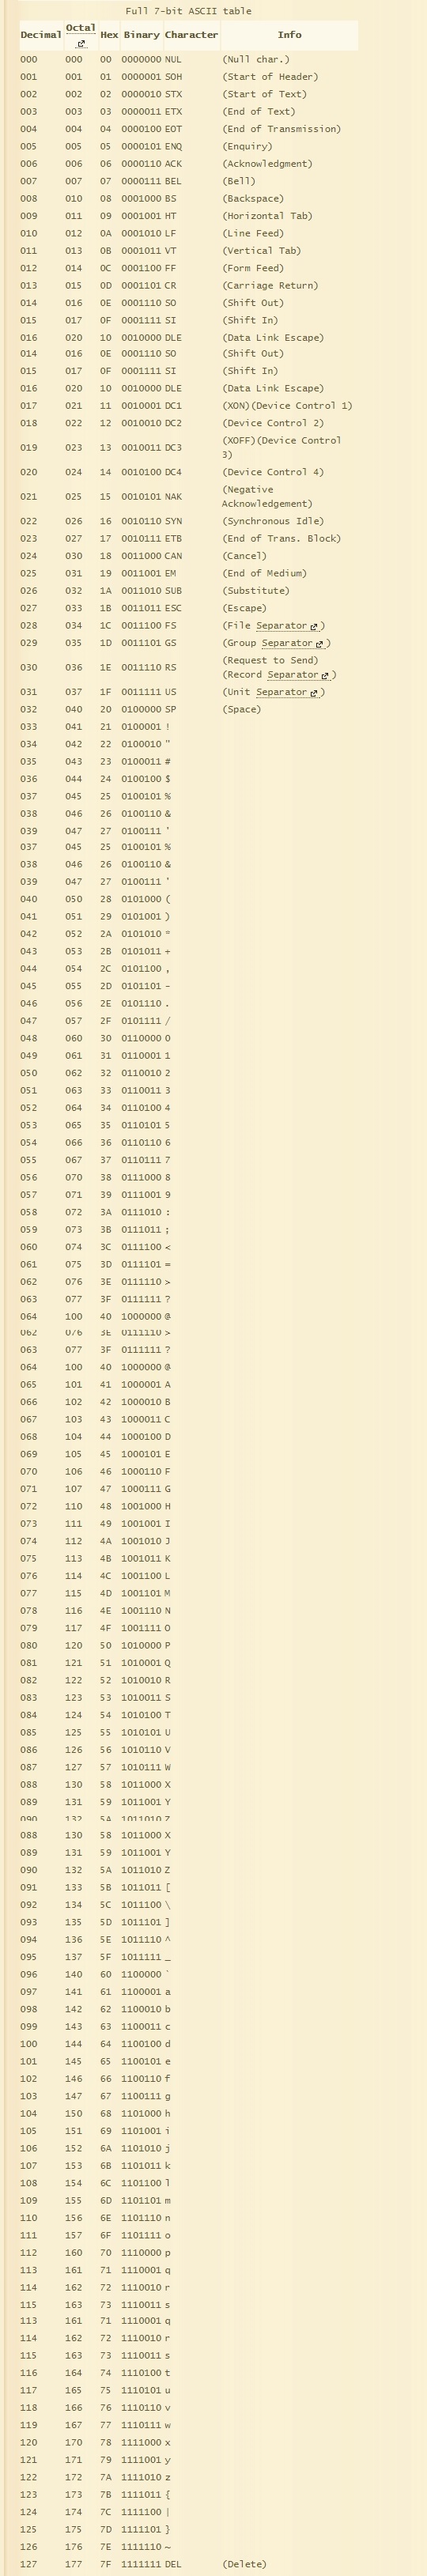 Full 7-bit ASCII table
Decimal Octal Hex Binary Character Info
000 000 00 0000000 NUL (Null char.)
001 001 01 0000001 SOH (Start of Header)
002 002 02 0000010 STX (Start of Text)
003 003 03 0000011 ETX (End of Text)
004 004 04 0000100 EOT (End of Transmission)
005 005 05 0000101 ENQ (Enquiry)
006 006 06 0000110 ACK (Acknowledgment)
007 007 07 0000111 BEL (Bell)
008 010 08 0001000 BS (Backspace)
009 011 09 0001001 HT (Horizontal Tab)
010 012 0A 0001010 LF (Line Feed)
011 013 0B 0001011 VT (Vertical Tab)
012 014 0C 0001100 FF (Form Feed)
013 015 0D 0001101 CR (Carriage Return)
014 016 0E 0001110 SO (Shift Out)
015 017 0F 0001111 SI (Shift In)
016 020 10 0010000 DLE (Data Link Escape)
014 016 0E 0001110 SO (Shift Out)
015 017 0F 0001111 SI (Shift In)
016 020 10 0010000 DLE (Data Link Escape)
017 021 11 0010001 DC1 (XON)(Device Control 1)
018 022 12 0010010 DC2 (Device Control 2)
019 023 13 0010011 DC3 (XOFF)(Device Control
3)
020 024 14 0010100 DC4 (Device Control 4)
021 025 15 0010101 NAK (Negative
Acknowledgement)
022 026 16 0010110 SYN (Synchronous Idle)
023 027 17 0010111 ETB (End of Trans. Block)
024 030 18 0011000 CAN (Cancel)
025 031 19 0011001 EM (End of Medium)
026 032 1A 0011010 SUB (Substitute)
027 033 1B 0011011 ESC (Escape)
028 034 1C 0011100 FS (File Separator)
029 035 1D 0011101 GS (Group Separator)
030 036 1E 0011110 RS (Request to Send)
(Record Separator)
031 037 1F 0011111 US (Unit Separator)
032 040 20 0100000 SP (Space)
033 041 21 0100001 !
034 042 22 0100010 "
035 043 23 0100011 #
036 044 24 0100100 $
037 045 25 0100101 %
038 046 26 0100110 &
039 047 27 0100111 '
037 045 25 0100101 %
038 046 26 0100110 &
039 047 27 0100111 '
040 050 28 0101000 (
041 051 29 0101001 )
042 052 2A 0101010 *
043 053 2B 0101011 +
044 054 2C 0101100 ,
045 055 2D 0101101 -
046 056 2E 0101110 .
047 057 2F 0101111 /
048 060 30 0110000 0
049 061 31 0110001 1
050 062 32 0110010 2
051 063 33 0110011 3
052 064 34 0110100 4
053 065 35 0110101 5
054 066 36 0110110 6
055 067 37 0110111 7
056 070 38 0111000 8
057 071 39 0111001 9
058 072 3A 0111010 :
059 073 3B 0111011 ;
060 074 3C 0111100 <
061 075 3D 0111101 =
062 076 3E 0111110 >
063 077 3F 0111111 ?
064 100 40 1000000 @
062 076 3E 0111110 >
063 077 3F 0111111 ?
064 100 40 1000000 @
065 101 41 1000001 A
066 102 42 1000010 B
067 103 43 1000011 C
068 104 44 1000100 D
069 105 45 1000101 E
070 106 46 1000110 F
071 107 47 1000111 G
072 110 48 1001000 H
073 111 49 1001001 I
074 112 4A 1001010 J
075 113 4B 1001011 K
076 114 4C 1001100 L
077 115 4D 1001101 M
078 116 4E 1001110 N
079 117 4F 1001111 O
080 120 50 1010000 P
081 121 51 1010001 Q
082 122 52 1010010 R
083 123 53 1010011 S
084 124 54 1010100 T
085 125 55 1010101 U
086 126 56 1010110 V
087 127 57 1010111 W
088 130 58 1011000 X
089 131 59 1011001 Y
090 132 5A 1011010 Z
088 130 58 1011000 X
089 131 59 1011001 Y
090 132 5A 1011010 Z
091 133 5B 1011011 [
092 134 5C 1011100 \
093 135 5D 1011101 ]
094 136 5E 1011110 ^
095 137 5F 1011111 _
096 140 60 1100000 `
097 141 61 1100001 a
098 142 62 1100010 b
099 143 63 1100011 c
100 144 64 1100100 d
101 145 65 1100101 e
102 146 66 1100110 f
103 147 67 1100111 g
104 150 68 1101000 h
105 151 69 1101001 i
106 152 6A 1101010 j
107 153 6B 1101011 k
108 154 6C 1101100 l
109 155 6D 1101101 m
110 156 6E 1101110 n
111 157 6F 1101111 o
112 160 70 1110000 p
113 161 71 1110001 q
114 162 72 1110010 r
115 163 73 1110011 s
113 161 71 1110001 q
114 162 72 1110010 r
115 163 73 1110011 s
116 164 74 1110100 t
117 165 75 1110101 u
118 166 76 1110110 v
119 167 77 1110111 w
120 170 78 1111000 x
121 171 79 1111001 y
122 172 7A 1111010 z
123 173 7B 1111011 {
124 174 7C 1111100 |
125 175 7D 1111101 }
126 176 7E 1111110 ~
127 177 7F 1111111 DEL (Delete)